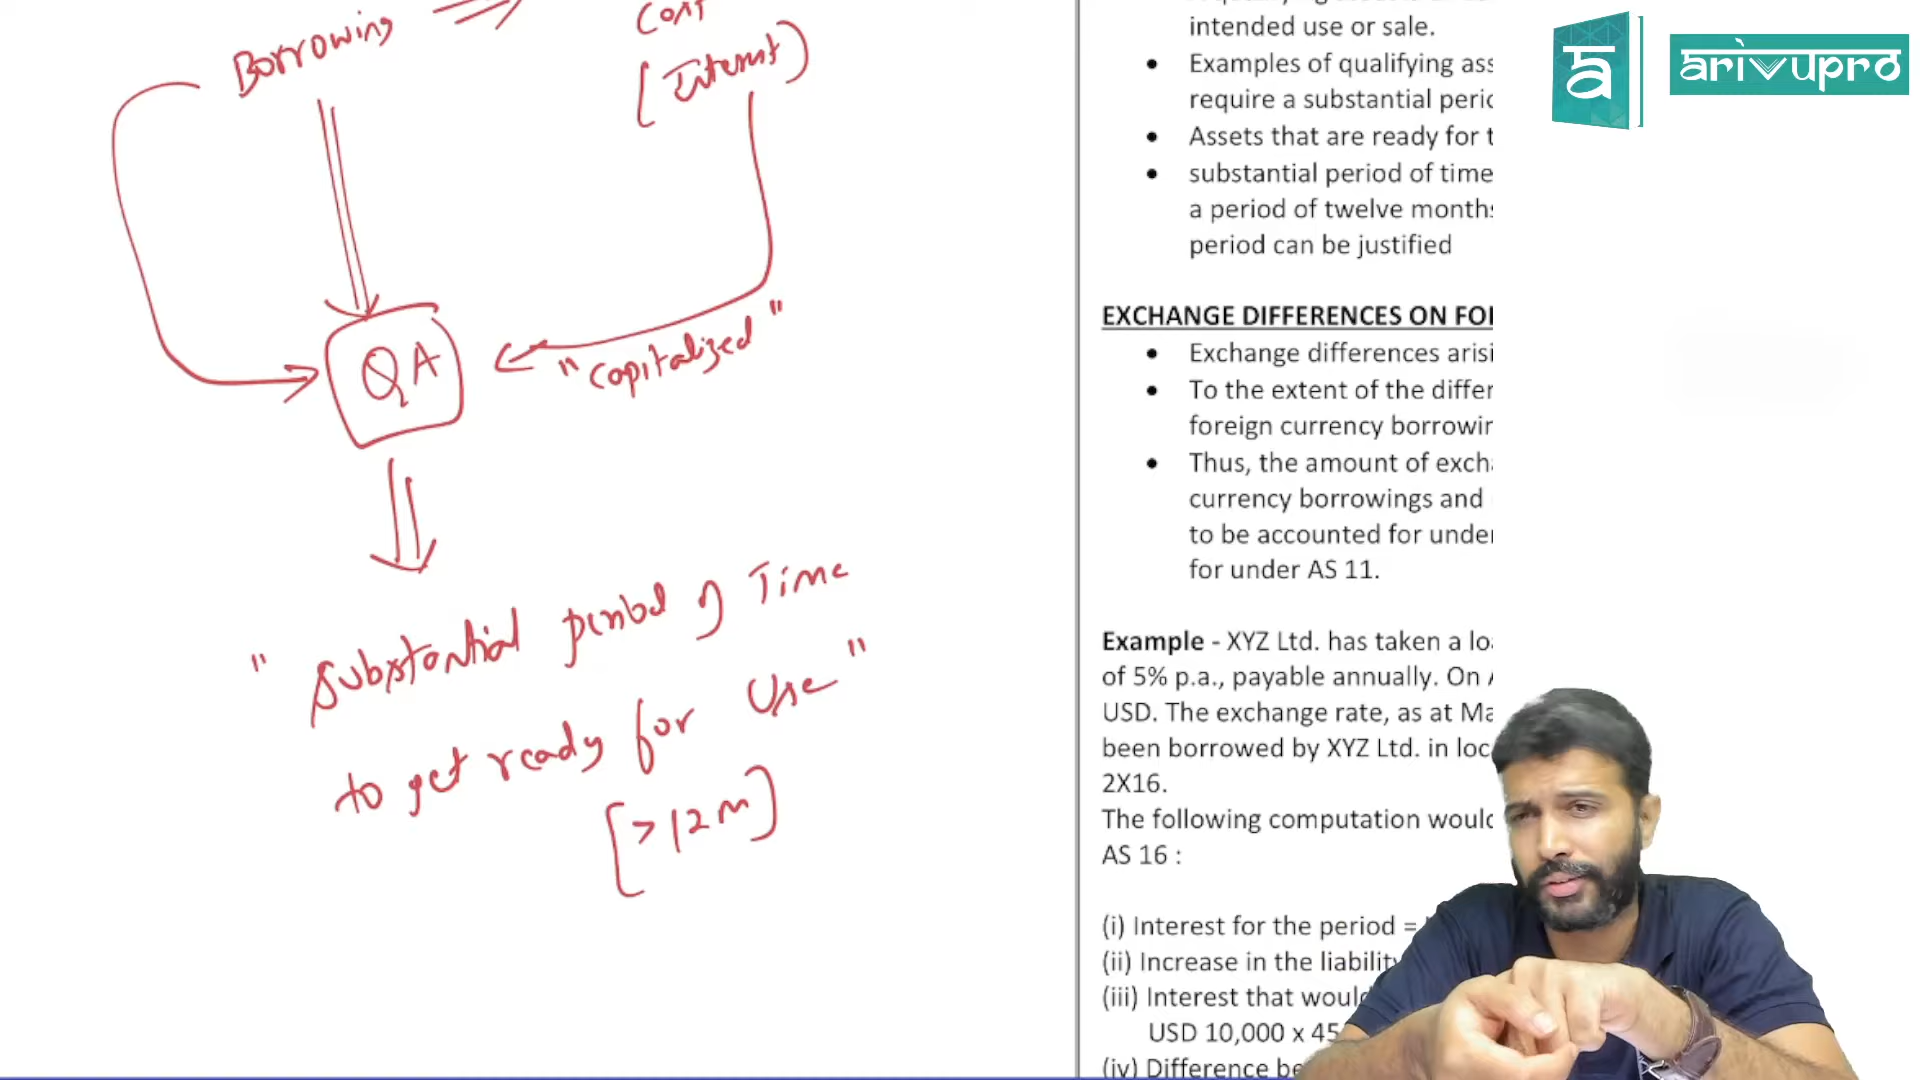 Borrowing
Cost
(Interest)
QA
"Capitalized"
"Substantial period of Time
to get ready for Use"
[>12m]
intended use or sale.
• Examples of qualifying ass
require a substantial peric
• Assets that are ready for t
• substantial period of time
a period of twelve months
period can be justified
EXCHANGE DIFFERENCES ON FOI
• Exchange differences arisi
• To the extent of the differ
foreign currency borrowin
• Thus, the amount of exch
currency borrowings and
to be accounted for under
for under AS 11.
Example - XYZ Ltd. has taken a lo
of 5% p.a., payable annually. On
USD. The exchange rate, as at Ma
been borrowed by XYZ Ltd. in loc
2X16.
The following computation would
AS 16 :
(i) Interest for the period =
(ii) Increase in the liability
(iii) Interest that would
USD 10,000 x 45
(iv) Difference be
a
arivupro